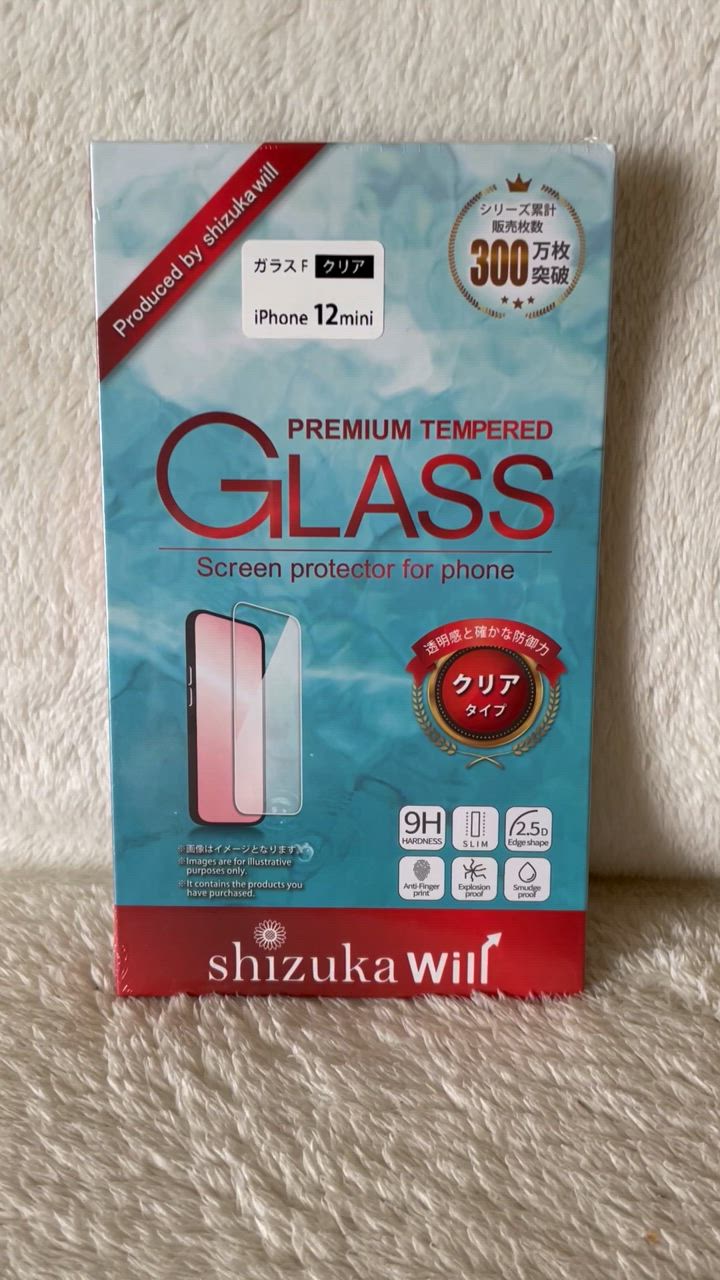 Produced by shizuka will
ガラスF クリア
iPhone 12mini
シリーズ累計
販売枚数
300万枚
突破
PREMIUM TEMPERED
GLASS
Screen protector for phone
透明感と確かな防御力
クリア
タイプ
9H
HARDNESS
SLIM
2.5D
Edge shape
Anti-Finger
print
Explosion
proof
Smudge
proof
※画像はイメージとなります
※Images are for illustrative
purposes only.
※It contains the products you
have purchased.
shizuka will